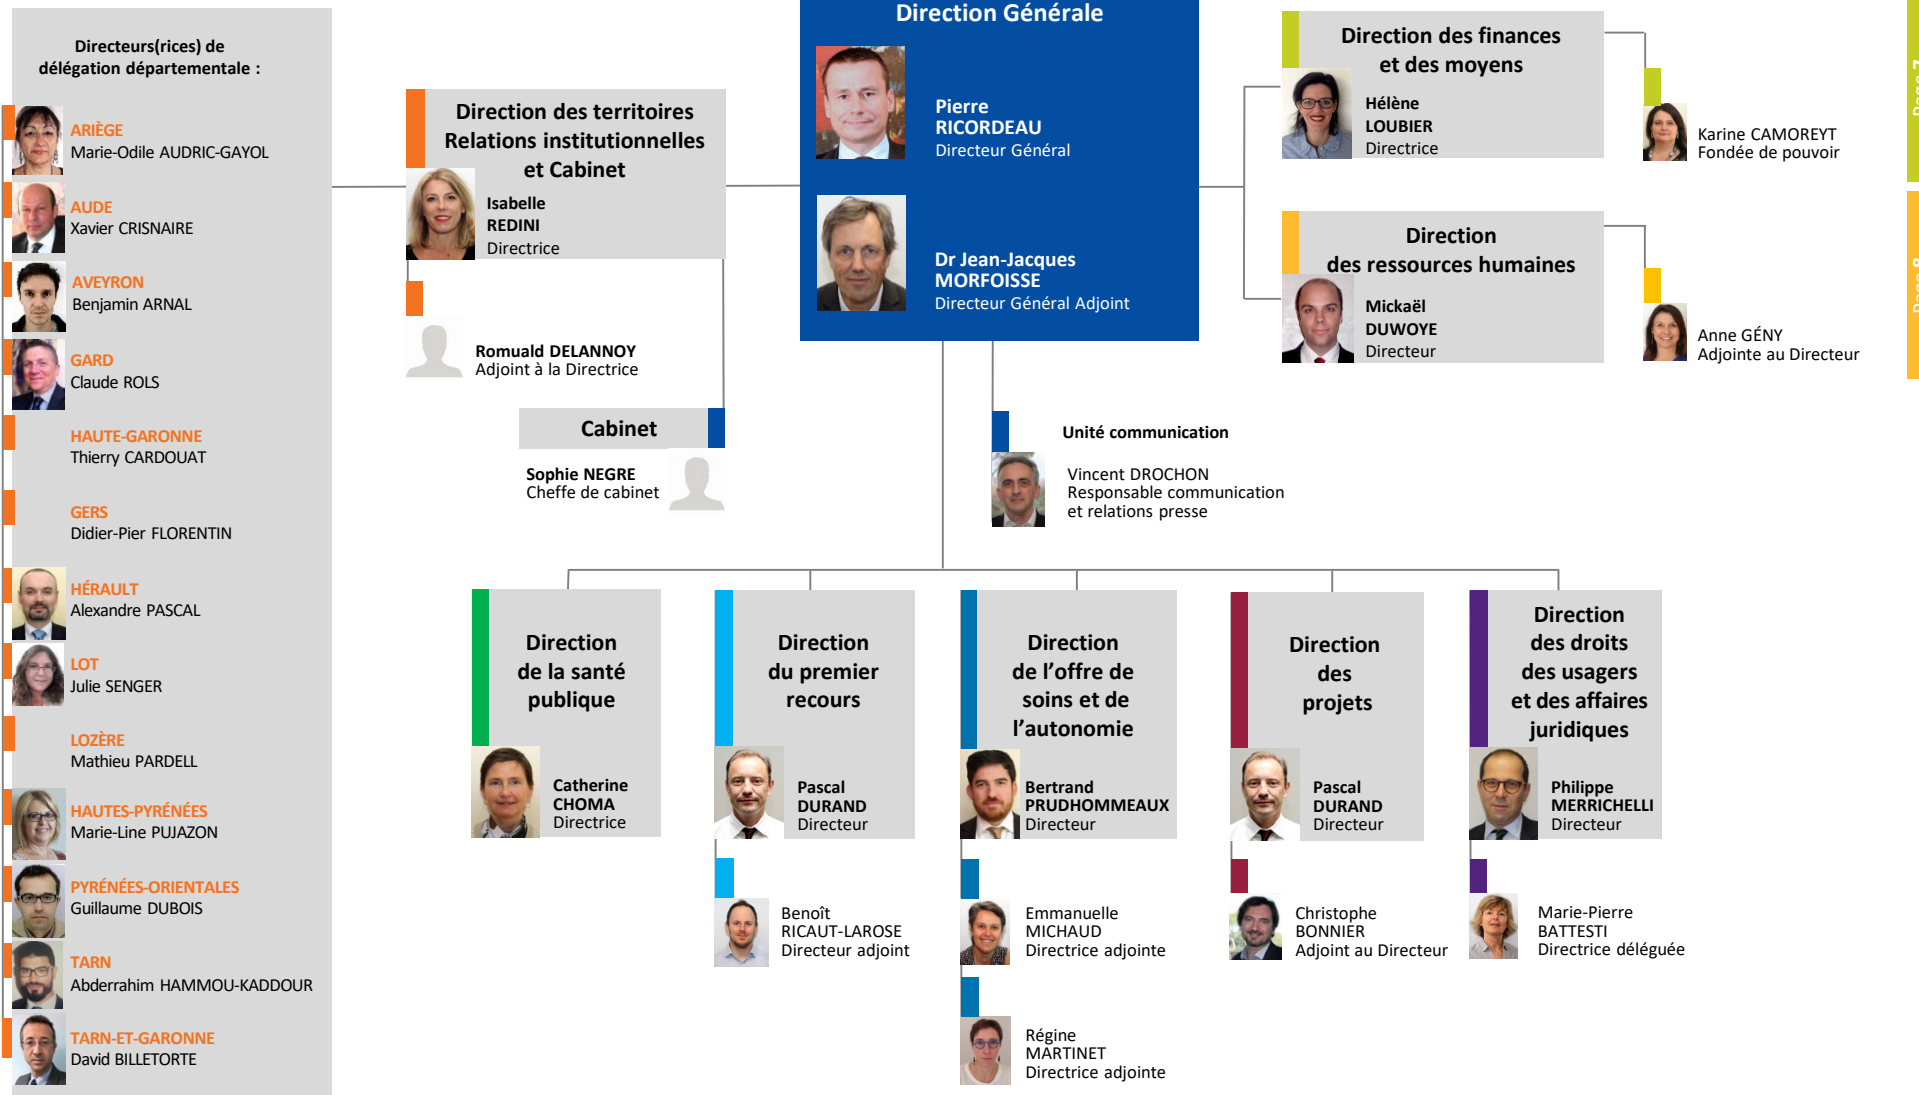 Directeurs(rices) de
délégation départementale :
ARIÈGE
Marie-Odile AUDRIC-GAYOL
AUDE
Xavier CRISNAIRE
AVEYRON
Benjamin ARNAL
GARD
Claude ROLS
HAUTE-GARONNE
Thierry CARDOUAT
GERS
Didier-Pier FLORENTIN
HÉRAULT
Alexandre PASCAL
LOT
Julie SENGER
LOZÈRE
Mathieu PARDELL
HAUTES-PYRÉNÉES
Marie-Line PUJAZON
PYRÉNÉES-ORIENTALES
Guillaume DUBOIS
TARN
Abderrahim HAMMOU-KADDOUR
TARN-ET-GARONNE
David BILLETORTE
Direction des territoires
Relations institutionnelles
et Cabinet
Isabelle
REDINI
Directrice
Romuald DELANNOY
Adjoint à la Directrice
Cabinet
Sophie NEGRE
Cheffe de cabinet
Direction Générale
Pierre
RICORDEAU
Directeur Général
Dr Jean-Jacques
MORFOISSE
Directeur Général Adjoint
Unité communication
Vincent DROCHON
Responsable communication
et relations presse
Direction des finances
et des moyens
Hélène
LOUBIER
Directrice
Karine CAMOREYT
Fondée de pouvoir
Direction
des ressources humaines
Mickaël
DUWOYE
Directeur
Anne GÉNY
Adjointe au Directeur
Page 7
Page 8
Direction
de la santé
publique
Catherine
CHOMA
Directrice
Direction
du premier
recours
Pascal
DURAND
Directeur
Benoît
RICAUT-LAROSE
Directeur adjoint
Direction
de l’offre de
soins et de
l’autonomie
Bertrand
PRUDHOMMEAUX
Directeur
Emmanuelle
MICHAUD
Directrice adjointe
Régine
MARTINET
Directrice adjointe
Direction
des
projets
Pascal
DURAND
Directeur
Christophe
BONNIER
Adjoint au Directeur
Direction
des droits
des usagers
et des affaires
juridiques
Philippe
MERRICHELLI
Directeur
Marie-Pierre
BATTESTI
Directrice déléguée